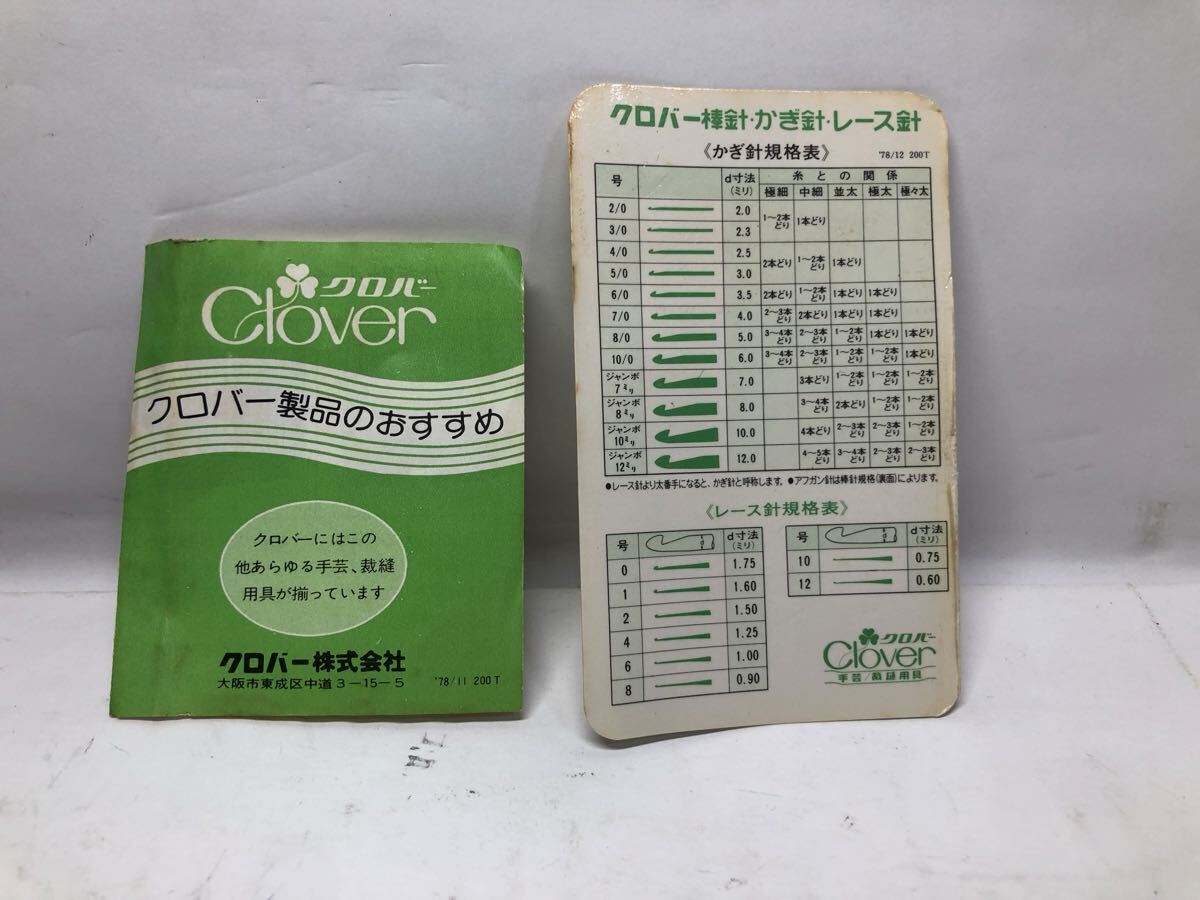 クロバー
Clover
クロバー製品のおすすめ
クロバーにはこの
他あらゆる手芸、裁縫
用具が揃っています
クロバー株式会社
大阪市東成区中道3-15-5 '78/11 200T
クロバー棒針・かぎ針・レース針
《かぎ針規格表》 '78/12 200T
号 d寸法(ミリ) 糸との関係
極細 中細 並太 極太 極々太
2/0 2.0 1〜2本どり 1本どり
3/0 2.3
4/0 2.5 2本どり 1〜2本どり 1本どり
5/0 3.0
6/0 3.5 2本どり 1〜2本どり 1本どり 1本どり
7/0 4.0 2〜3本どり 2本どり 1本どり 1本どり
8/0 5.0 3〜4本どり 2〜3本どり 1〜2本どり 1本どり 1本どり
10/0 6.0 3〜4本どり 2〜3本どり 1〜2本どり 1〜2本どり 1本どり
ジャンボ7ミリ 7.0 3本どり 1〜2本どり 1〜2本どり 1〜2本どり
ジャンボ8ミリ 8.0 3〜4本どり 2本どり 1〜2本どり 1〜2本どり
ジャンボ10ミリ 10.0 4本どり 2〜3本どり 2〜3本どり 1〜2本どり
ジャンボ12ミリ 12.0 4〜5本どり 3〜4本どり 2〜3本どり 2〜3本どり
●レース針より太番手になると、かぎ針と呼称します。●アフガン針は棒針規格(裏面)によります。
《レース針規格表》
号 d d寸法(ミリ)
0 1.75
1 1.60
2 1.50
4 1.25
6 1.00
8 0.90
号 d d寸法(ミリ)
10 0.75
12 0.60
クロバー
Clover
手芸/裁縫用具